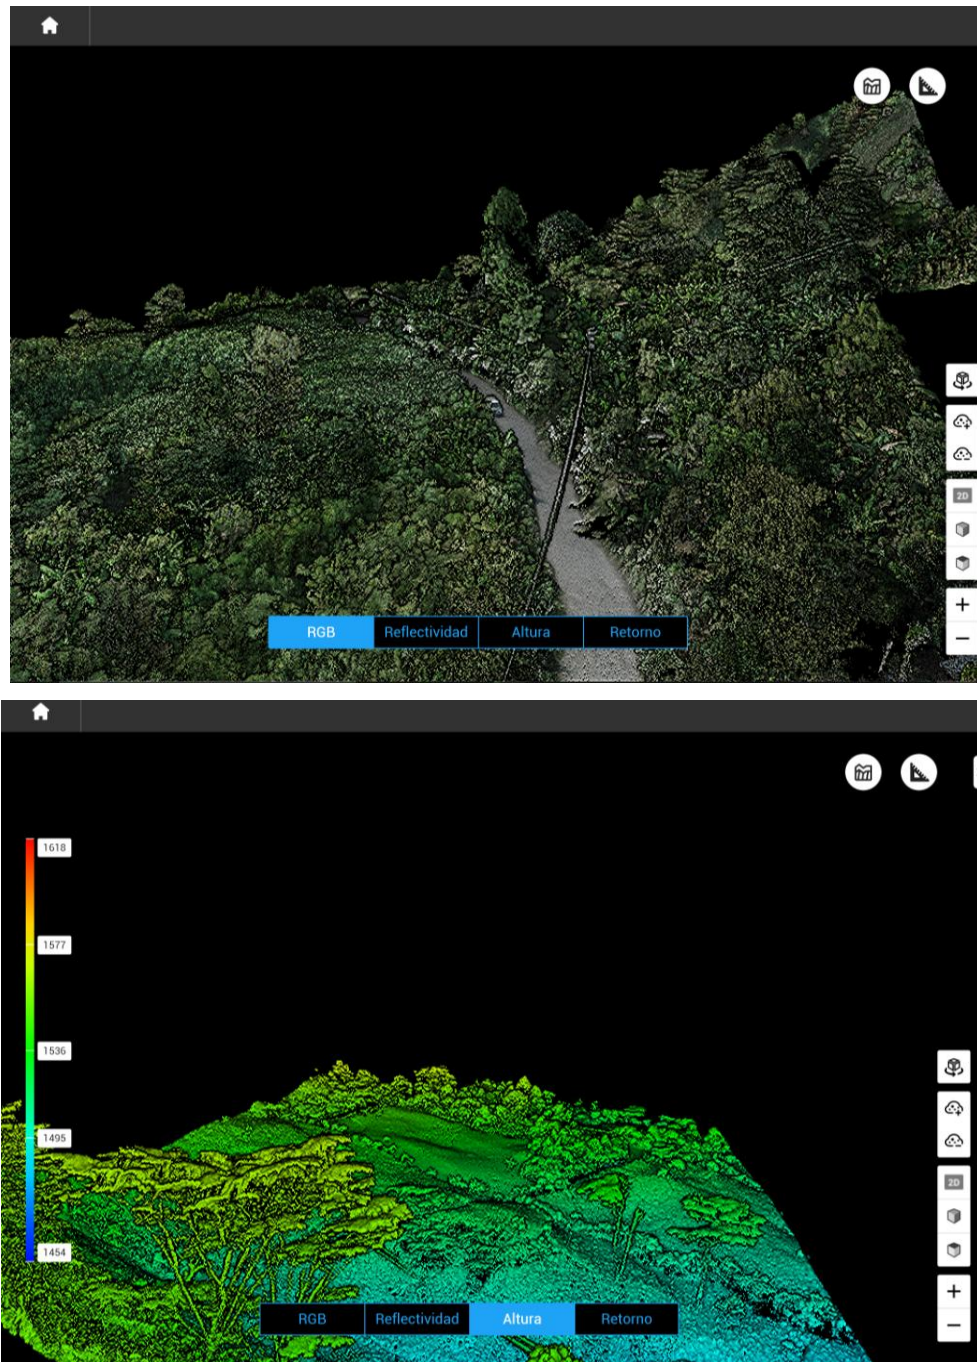 2D
RGB Reflectividad Altura Retorno
1618
1577
1536
1495
1454
2D
RGB Reflectividad Altura Retorno